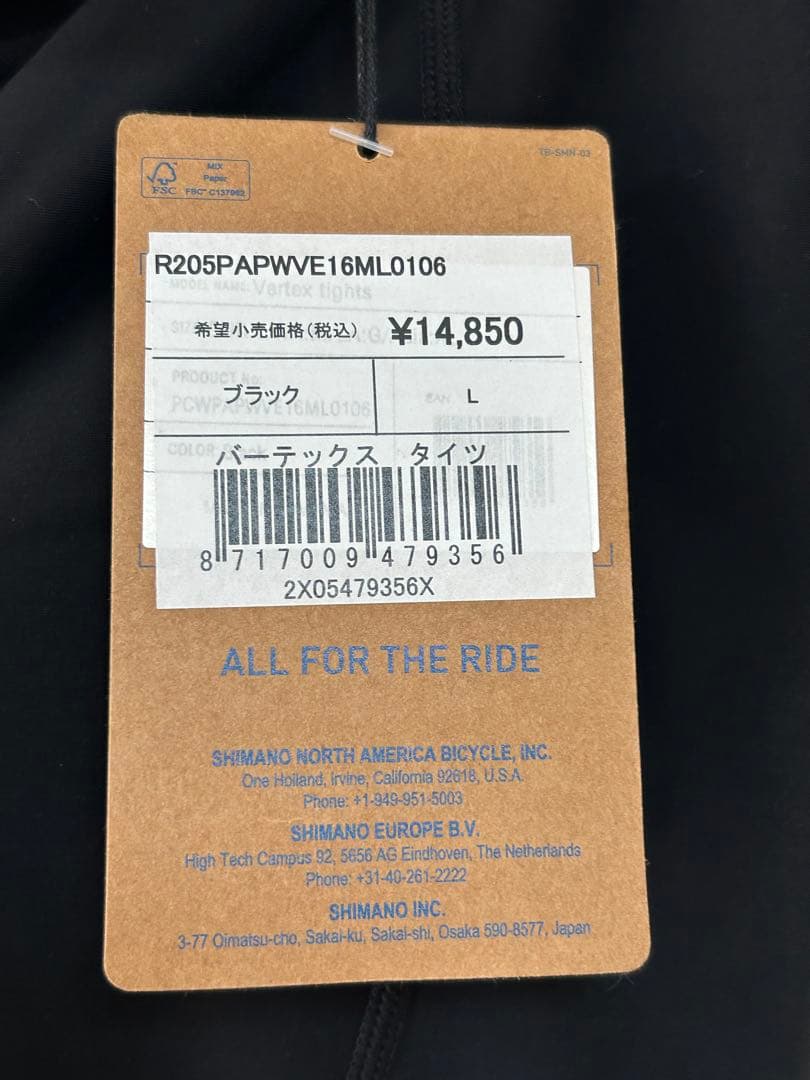 TB-SMN-03
MIX
Paper
FSC
FSC™ C137962
R205PAPWVE16ML0106
MODEL NAME: Vertex tights
希望小売価格(税込) ¥14,850
PRODUCT No.
ブラック EAN L
PCWPAPWVE16ML0106
COLOR: Black
バーテックス タイツ
8 717009 479356
2X05479356X
ALL FOR THE RIDE
SHIMANO NORTH AMERICA BICYCLE, INC.
One Holland, Irvine, California 92618, U.S.A.
Phone: +1-949-951-5003
SHIMANO EUROPE B.V.
High Tech Campus 92, 5656 AG Eindhoven, The Netherlands
Phone: +31-40-261-2222
SHIMANO INC.
3-77 Oimatsu-cho, Sakai-ku, Sakai-shi, Osaka 590-8577, Japan